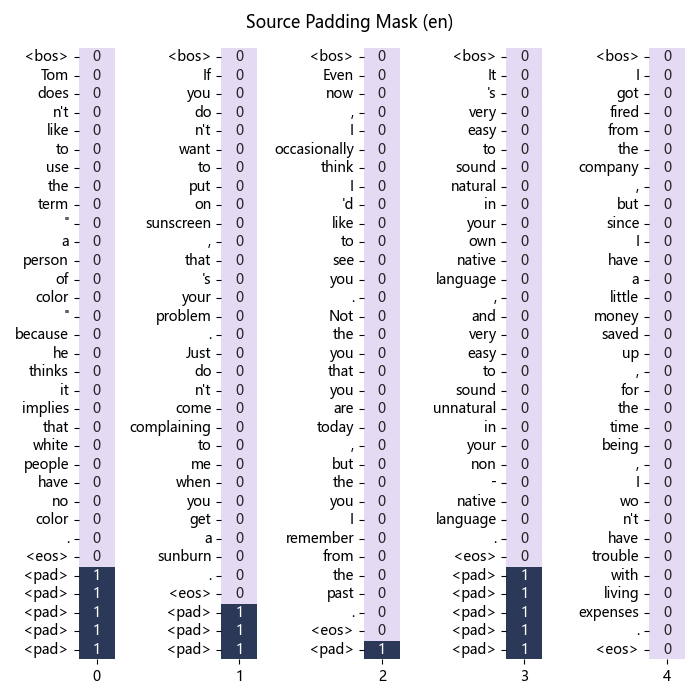 Source Padding Mask (en)
<bos> 0 <bos> 0 <bos> 0 <bos> 0 <bos> 0
Tom 0 If 0 Even 0 It 0 I 0
does 0 you 0 now 0 's 0 got 0
n't 0 do 0 , 0 very 0 fired 0
like 0 n't 0 I 0 easy 0 from 0
to 0 want 0 occasionally 0 to 0 the 0
use 0 to 0 think 0 sound 0 company 0
the 0 put 0 I 0 natural 0 , 0
term 0 on 0 'd 0 in 0 but 0
" 0 sunscreen 0 like 0 your 0 since 0
a 0 , 0 to 0 own 0 I 0
person 0 that 0 see 0 native 0 have 0
of 0 's 0 you 0 language 0 a 0
color 0 your 0 . 0 , 0 little 0
" 0 problem 0 Not 0 and 0 money 0
because 0 . 0 the 0 very 0 saved 0
he 0 Just 0 you 0 easy 0 up 0
thinks 0 do 0 that 0 to 0 , 0
it 0 n't 0 you 0 sound 0 for 0
implies 0 come 0 are 0 unnatural 0 the 0
that 0 complaining 0 today 0 in 0 time 0
white 0 to 0 , 0 your 0 being 0
people 0 me 0 but 0 non 0 , 0
have 0 when 0 the 0 - 0 I 0
no 0 you 0 you 0 native 0 wo 0
color 0 get 0 I 0 language 0 n't 0
. 0 a 0 remember 0 . 0 have 0
<eos> 0 sunburn 0 from 0 <eos> 0 trouble 0
<pad> 1 . 0 the 0 <pad> 1 with 0
<pad> 1 <eos> 0 past 0 <pad> 1 living 0
<pad> 1 <pad> 1 . 0 <pad> 1 expenses 0
<pad> 1 <pad> 1 <eos> 0 <pad> 1 . 0
<pad> 1 <pad> 1 <pad> 1 <pad> 1 <eos> 0
0 1 2 3 4